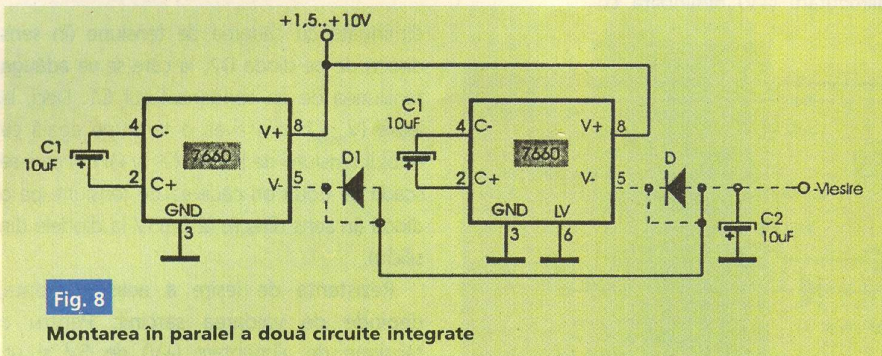 +1,5..+10V
C1
10uF
4
C-
V+
8
7660
2
C+
V-
5
GND
3
D1
C1
10uF
4
C-
V+
8
7660
2
C+
V-
5
GND
LV
3
6
D
-VIesire
C2
10uF
+
+
+
Fig. 8
Montarea în paralel a două circuite integrate